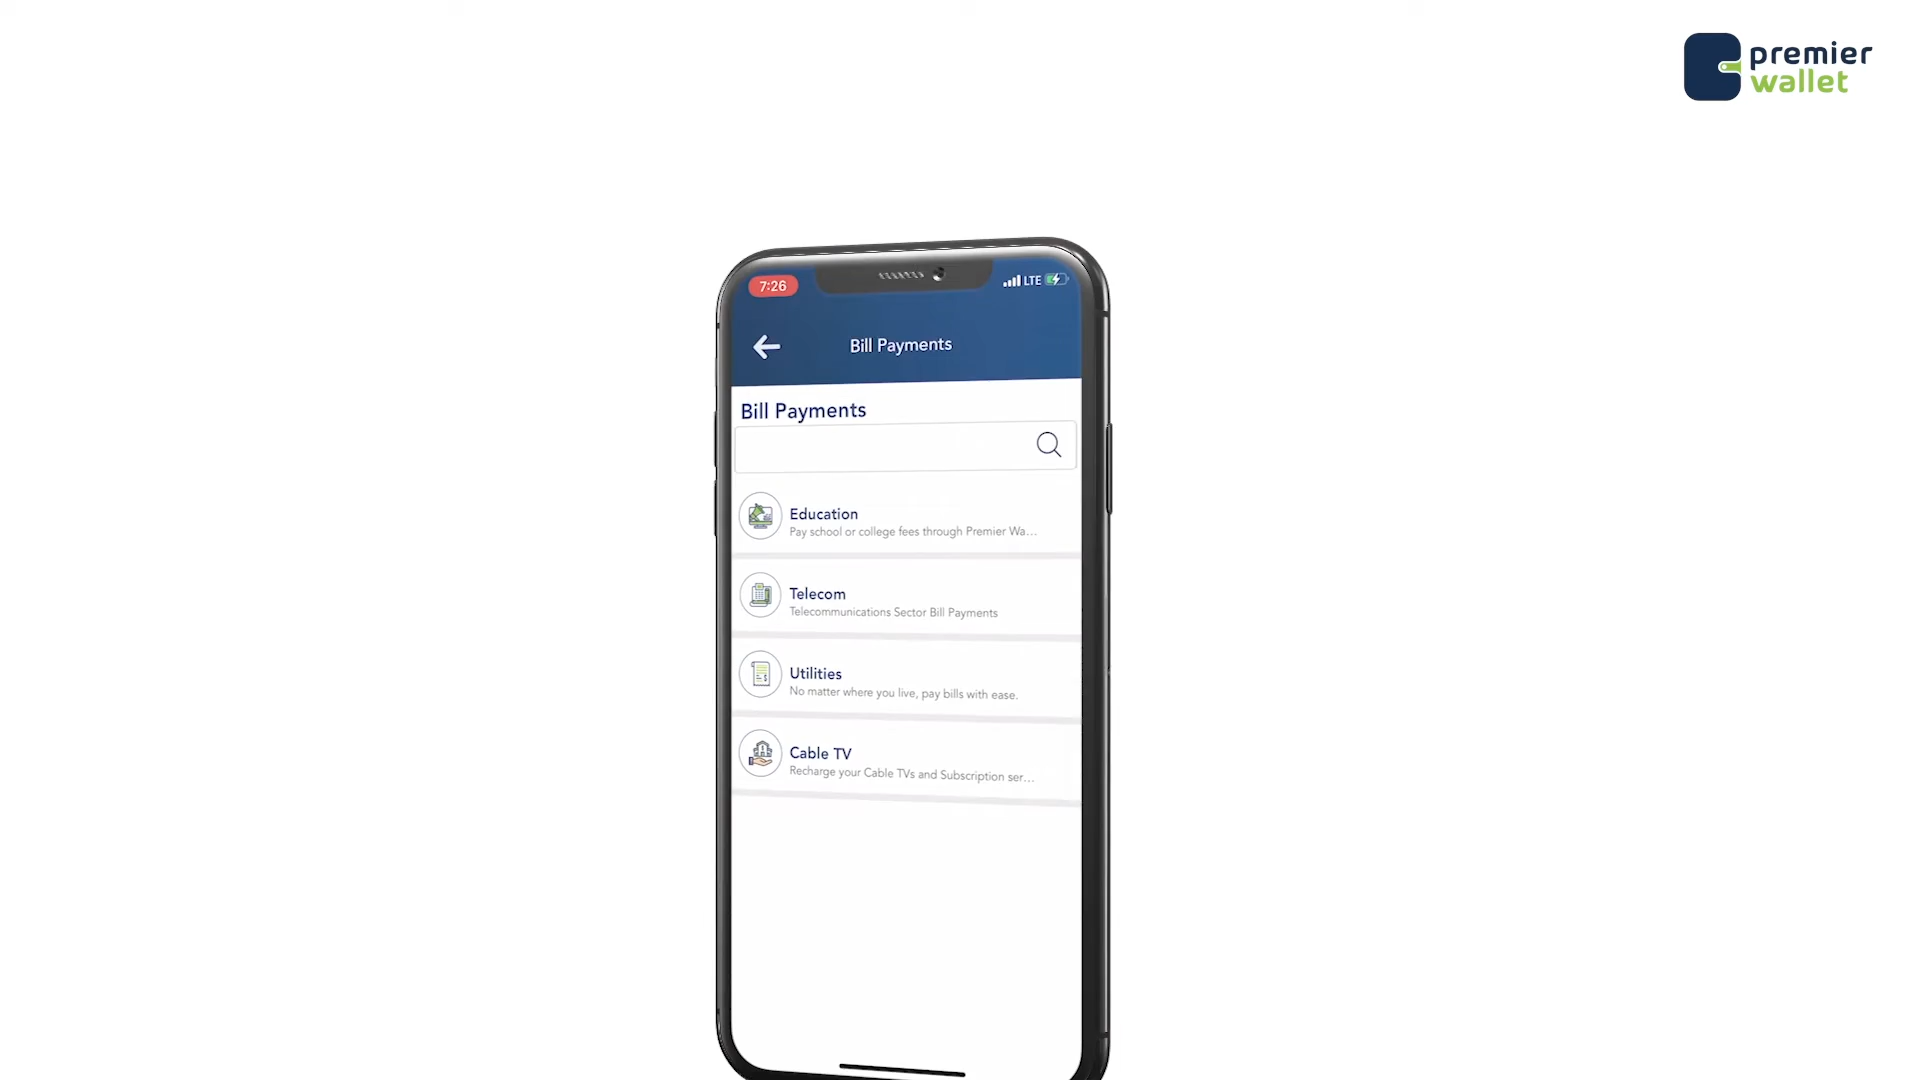 premier
wallet
7:26
LTE
Bill Payments
Bill Payments
Education
Pay school or college fees through Premier Wa...
Telecom
Telecommunications Sector Bill Payments
Utilities
No matter where you live, pay bills with ease.
Cable TV
Recharge your Cable TVs and Subscription ser...